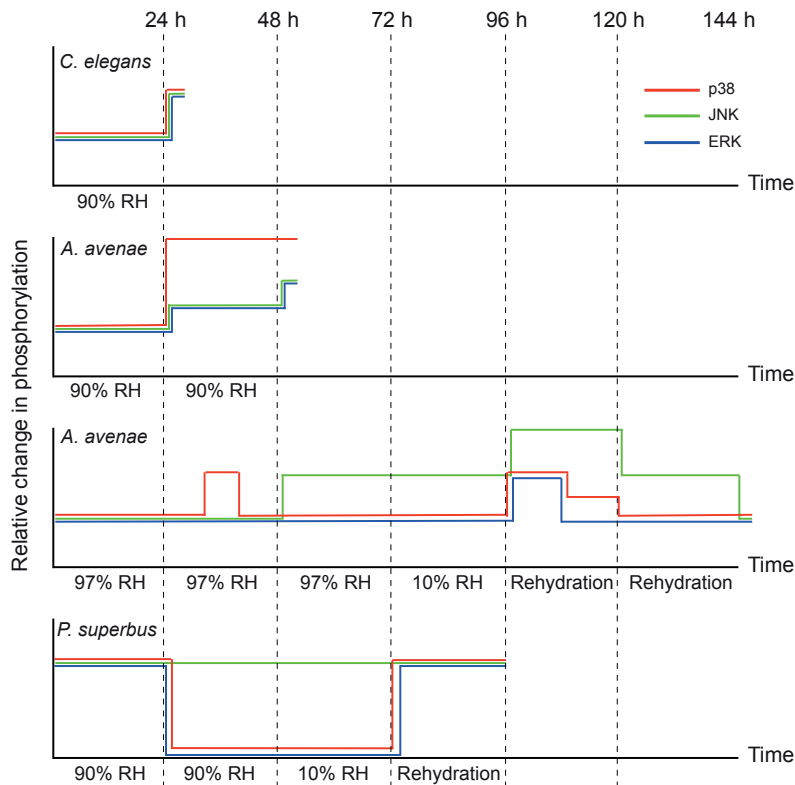 24 h 48 h 72 h 96 h 120 h 144 h
C. elegans
p38
JNK
ERK
Time
90% RH
A. avenae
Time
90% RH 90% RH
Relative change in phosphorylation
A. avenae
Time
97% RH 97% RH 97% RH 10% RH Rehydration Rehydration
P. superbus
Time
90% RH 90% RH 10% RH Rehydration